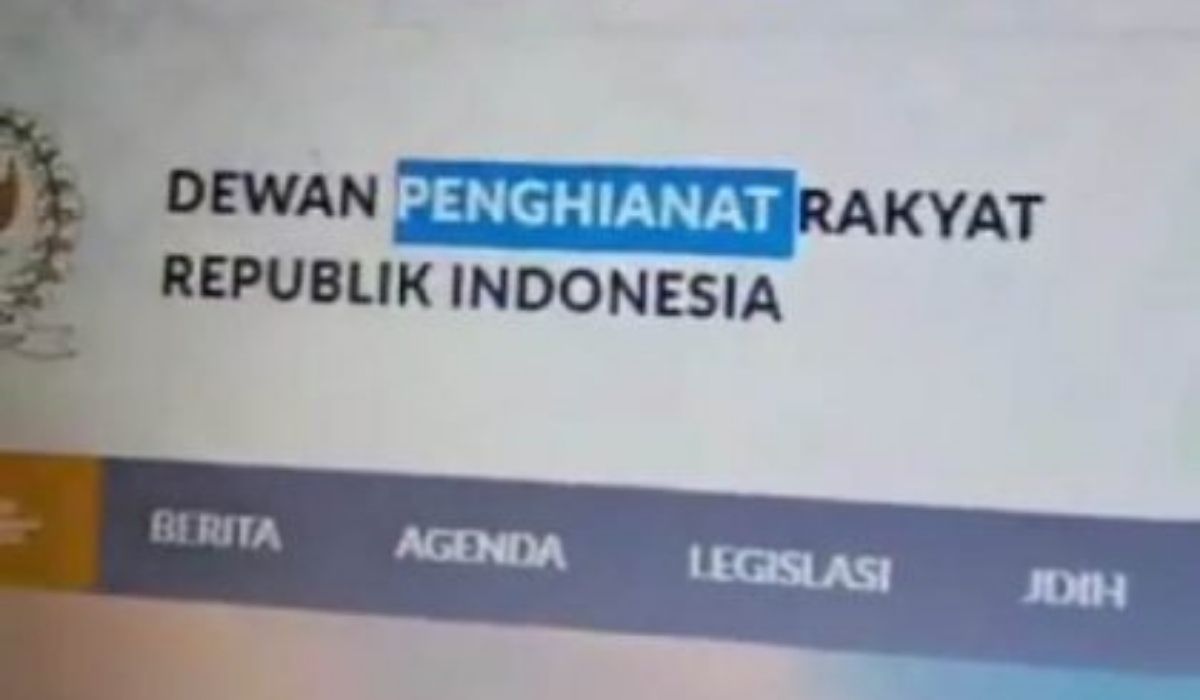 DEWAN PENGHIANAT RAKYAT
REPUBLIK INDONESIA
BERITA AGENDA LEGISLASI JDIH